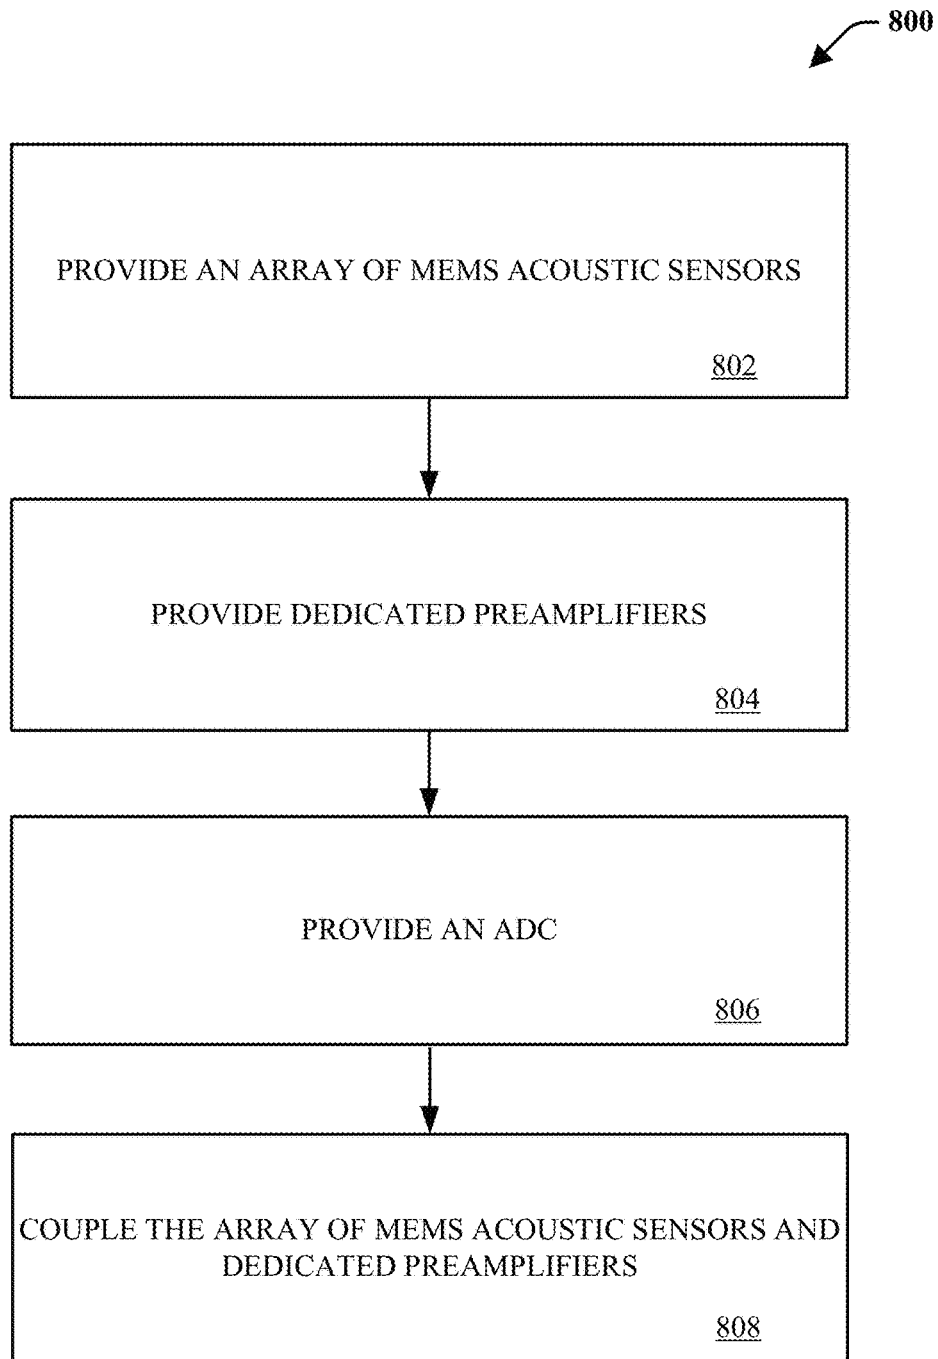 800
PROVIDE AN ARRAY OF MEMS ACOUSTIC SENSORS
802
PROVIDE DEDICATED PREAMPLIFIERS
804
PROVIDE AN ADC
806
COUPLE THE ARRAY OF MEMS ACOUSTIC SENSORS AND
DEDICATED PREAMPLIFIERS
808